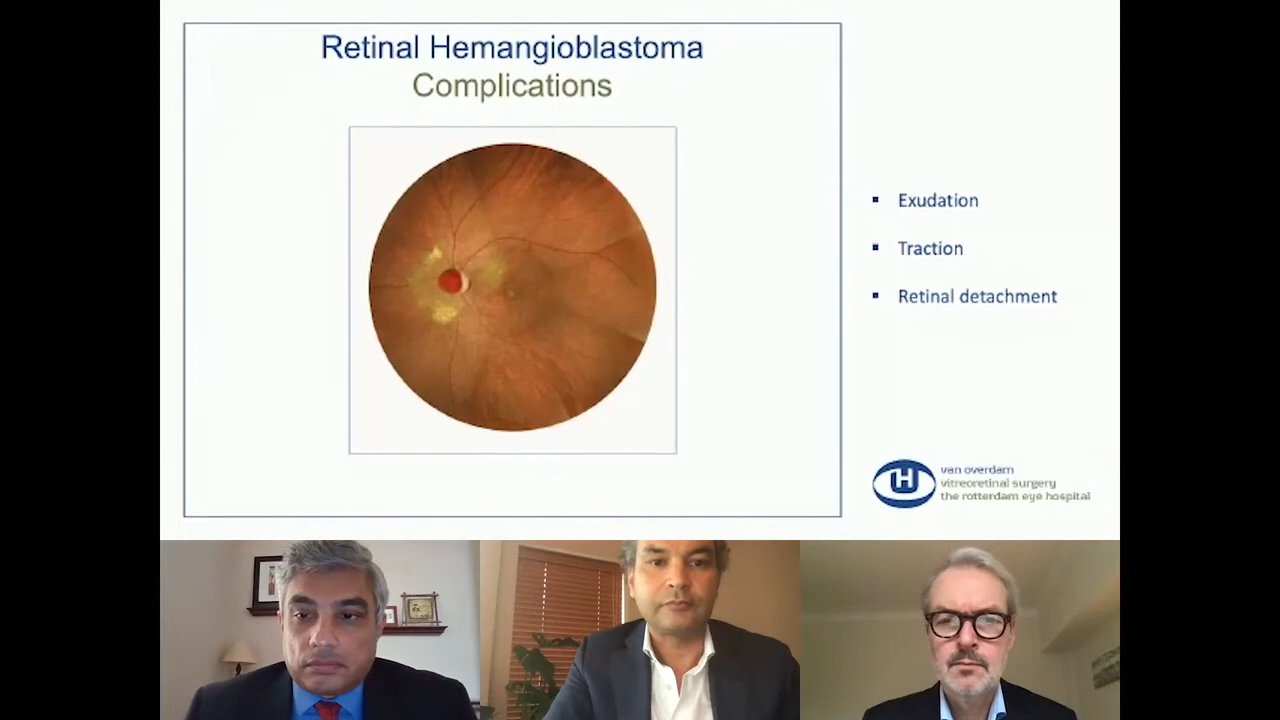 Retinal Hemangioblastoma
Complications
▪ Exudation
▪ Traction
▪ Retinal detachment
H
van overdam
vitreoretinal surgery
the rotterdam eye hospital